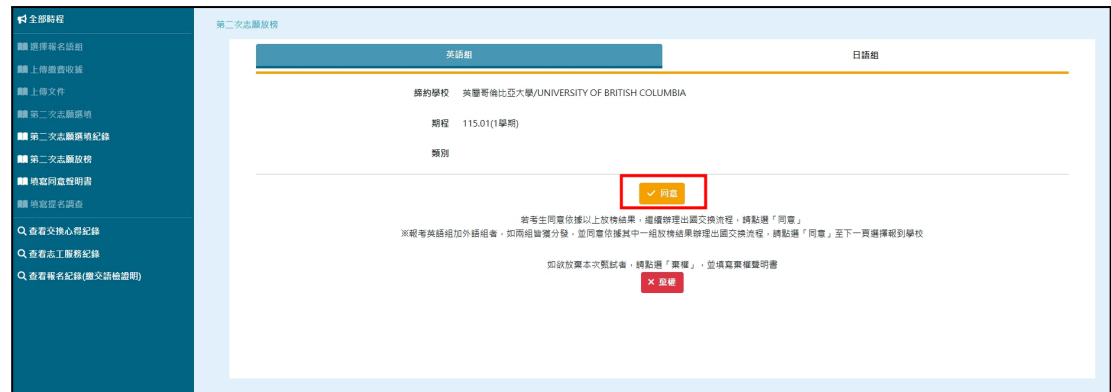 全部時程
選擇報名語組
上傳繳費收據
上傳文件
第二次志願選填
第二次志願選填紀錄
第二次志願放榜
填寫同意聲明書
填寫提名調查
查看交換心得紀錄
查看志工服務紀錄
查看報名紀錄(繳交語檢證明)
第二次志願放榜
英語組
日語組
締約學校 英屬哥倫比亞大學/UNIVERSITY OF BRITISH COLUMBIA
期程 115.01(1學期)
類別
同意
若考生同意依據以上放榜結果，繼續辦理出國交換流程，請點選「同意」
※報考英語組加外語組者，如兩組皆獲分發，並同意依據其中一組放榜結果辦理出國交換流程，請點選「同意」至下一頁選擇報到學校
如欲放棄本次甄試者，請點選「棄權」，並填寫棄權聲明書
棄權